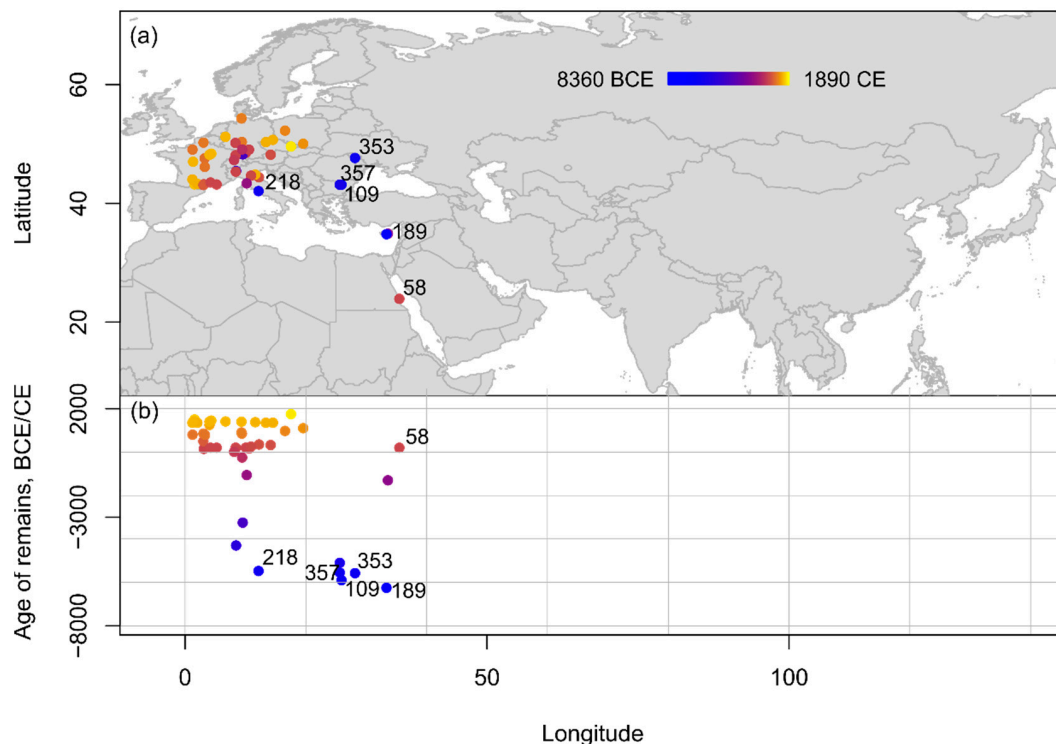 (a)
8360 BCE 1890 CE
60
353
357
40
218
109
Latitude
189
58
20
(b)
2000
58
Age of remains, BCE/CE
−3000
218
353
357
109
189
−8000
0 50 100
Longitude